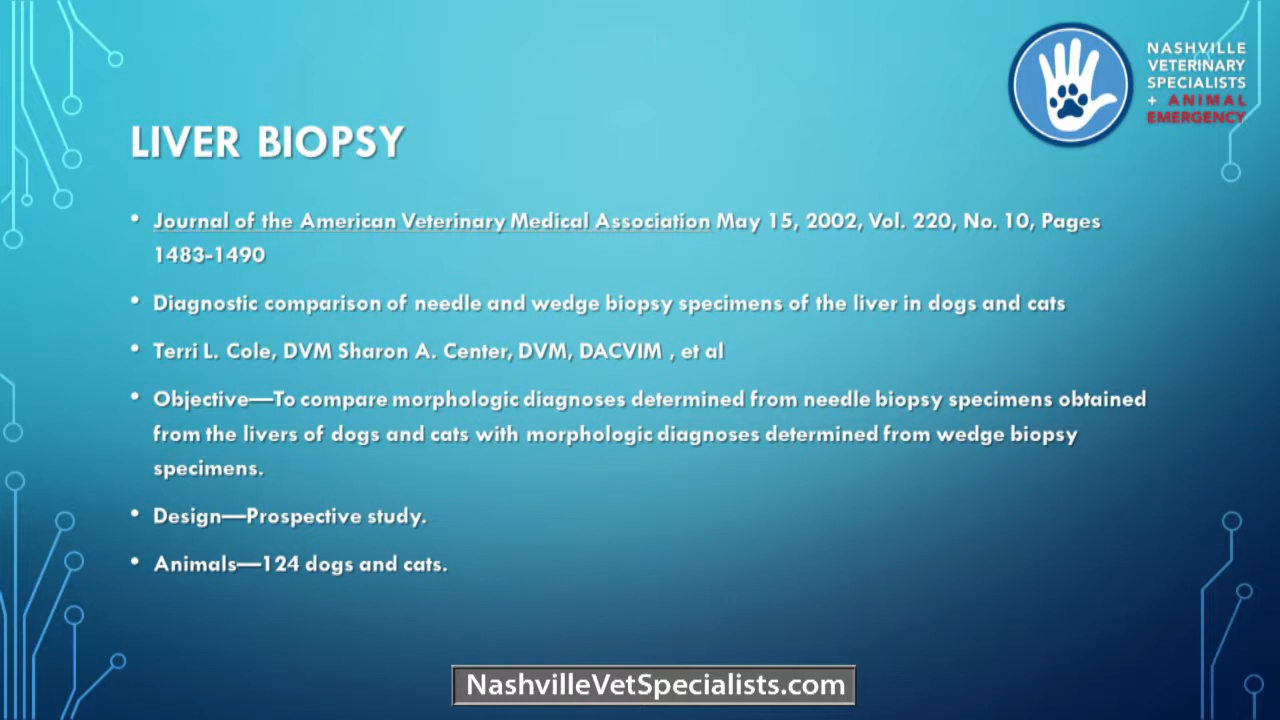 NASHVILLE
VETERINARY
SPECIALISTS
+ ANIMAL
EMERGENCY
LIVER BIOPSY
• Journal of the American Veterinary Medical Association May 15, 2002, Vol. 220, No. 10, Pages
1483-1490
• Diagnostic comparison of needle and wedge biopsy specimens of the liver in dogs and cats
• Terri L. Cole, DVM Sharon A. Center, DVM, DACVIM , et al
• Objective—To compare morphologic diagnoses determined from needle biopsy specimens obtained
from the livers of dogs and cats with morphologic diagnoses determined from wedge biopsy
specimens.
• Design—Prospective study.
• Animals—124 dogs and cats.
NashvilleVetSpecialists.com